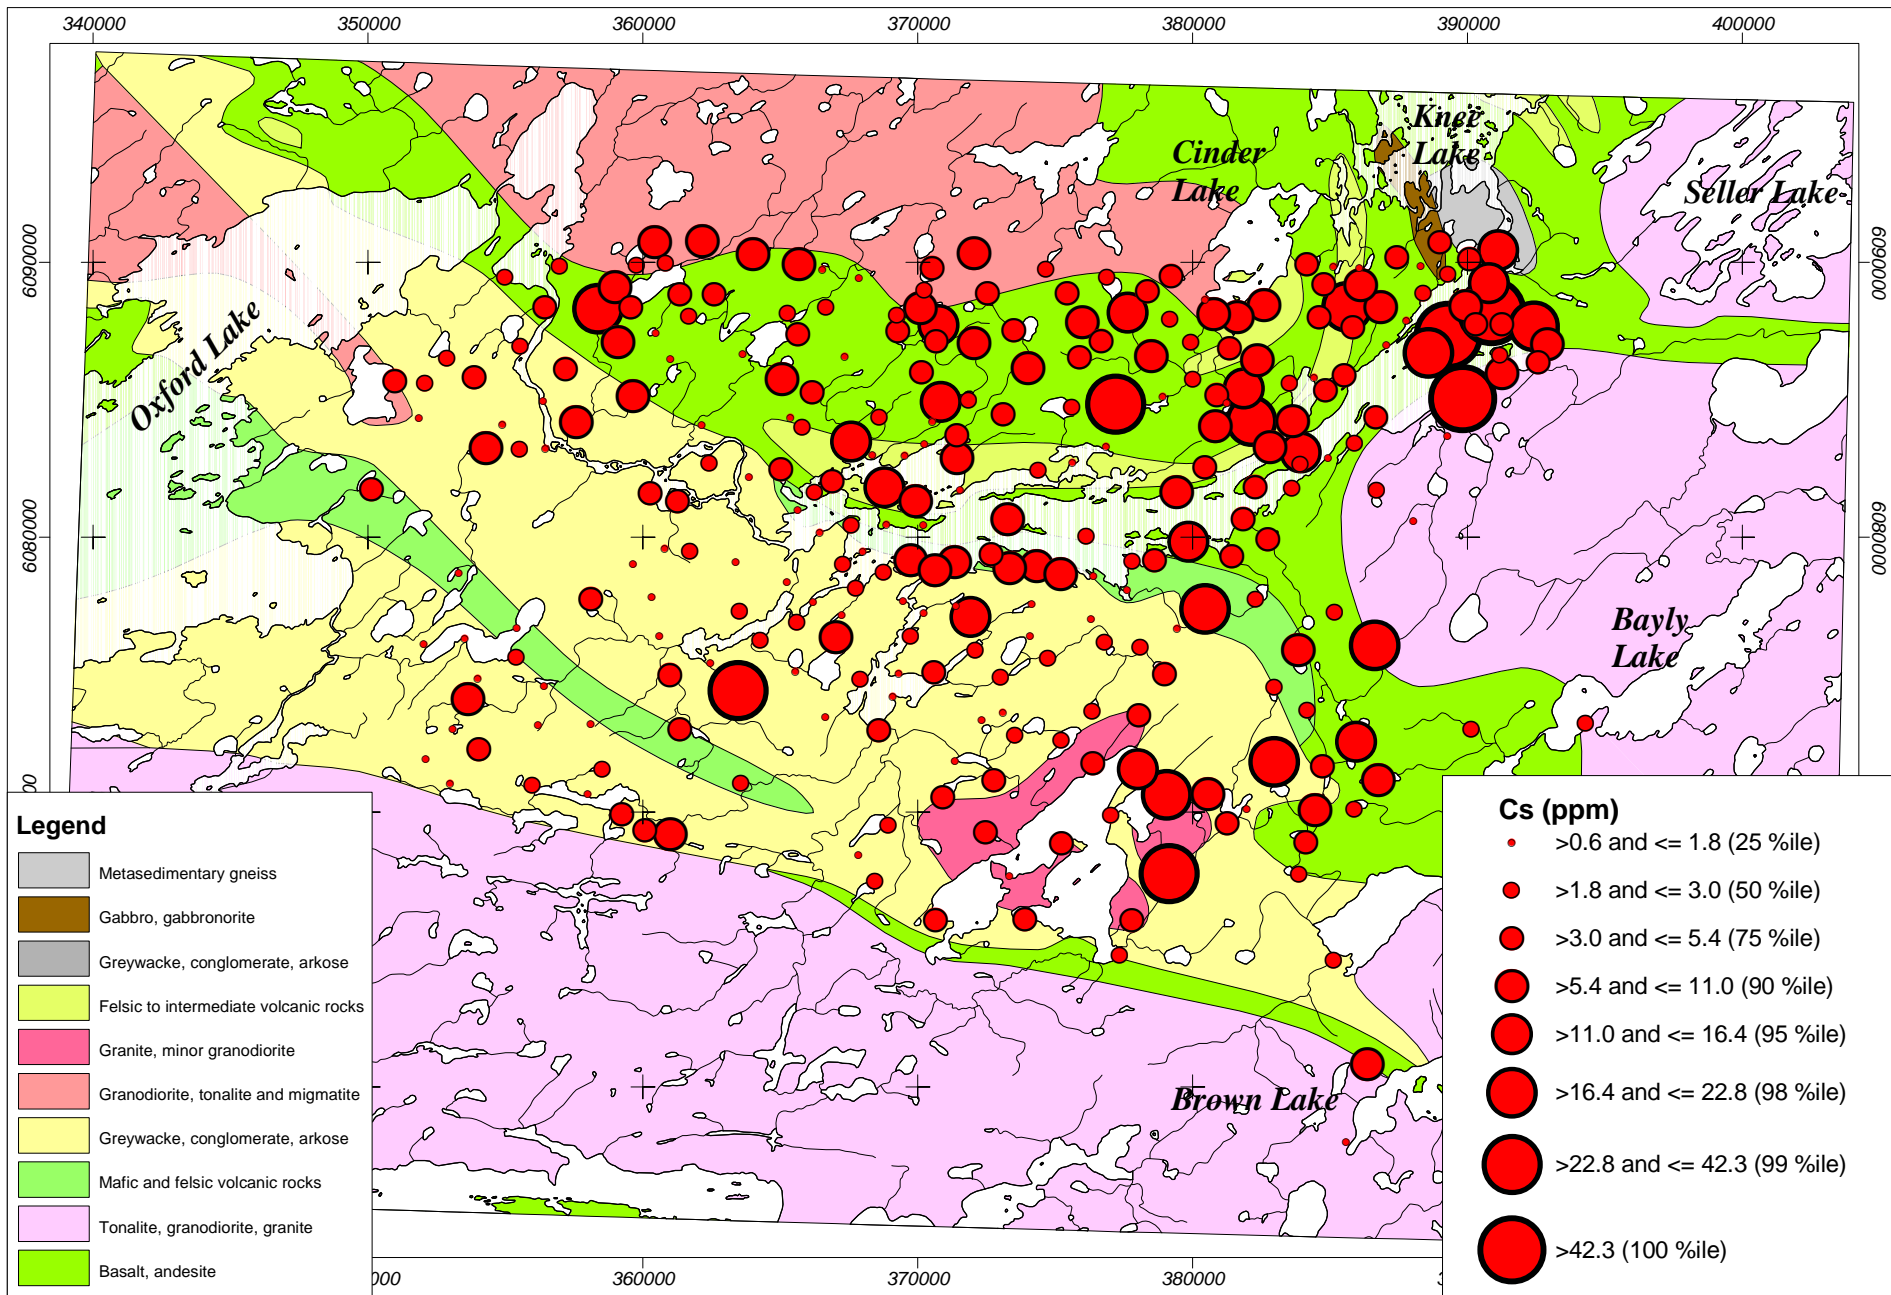 340000
350000
360000
370000
380000
390000
400000
Knee
Lake
Cinder
Lake
Seller Lake
6090000
6090000
Oxford Lake
6080000
6080000
Bayly
Lake
Brown Lake
Legend
Metasedimentary gneiss
Gabbro, gabbronorite
Greywacke, conglomerate, arkose
Felsic to intermediate volcanic rocks
Granite, minor granodiorite
Granodiorite, tonalite and migmatite
Greywacke, conglomerate, arkose
Mafic and felsic volcanic rocks
Tonalite, granodiorite, granite
Basalt, andesite
Cs (ppm)
>0.6 and <= 1.8 (25 %ile)
>1.8 and <= 3.0 (50 %ile)
>3.0 and <= 5.4 (75 %ile)
>5.4 and <= 11.0 (90 %ile)
>11.0 and <= 16.4 (95 %ile)
>16.4 and <= 22.8 (98 %ile)
>22.8 and <= 42.3 (99 %ile)
>42.3 (100 %ile)
360000
370000
380000